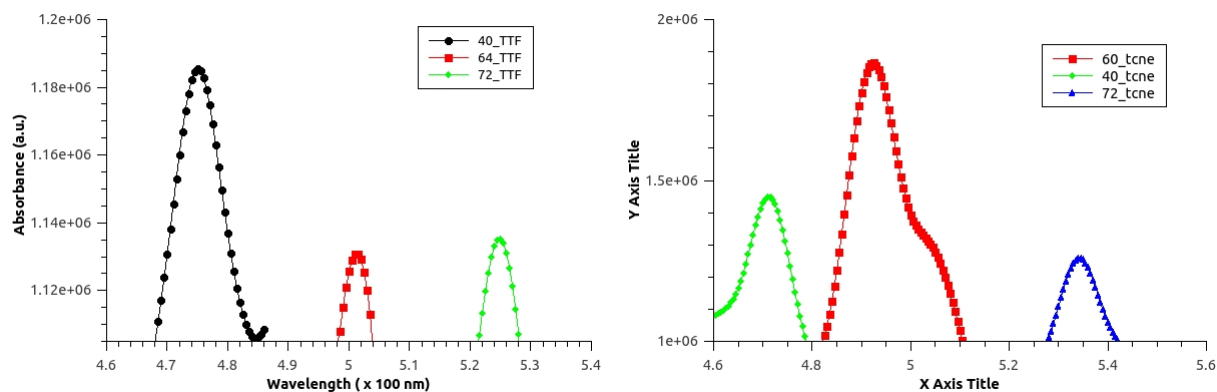 1.2e+06
1.18e+06
1.16e+06
1.14e+06
1.12e+06
Absorbance (a.u.)
4.6 4.7 4.8 4.9 5 5.1 5.2 5.3 5.4
Wavelength ( x 100 nm)
40_TTF
64_TTF
72_TTF
2e+06
1.5e+06
1e+06
Y Axis Title
4.6 4.8 5 5.2 5.4 5.6
X Axis Title
60_tcne
40_tcne
72_tcne